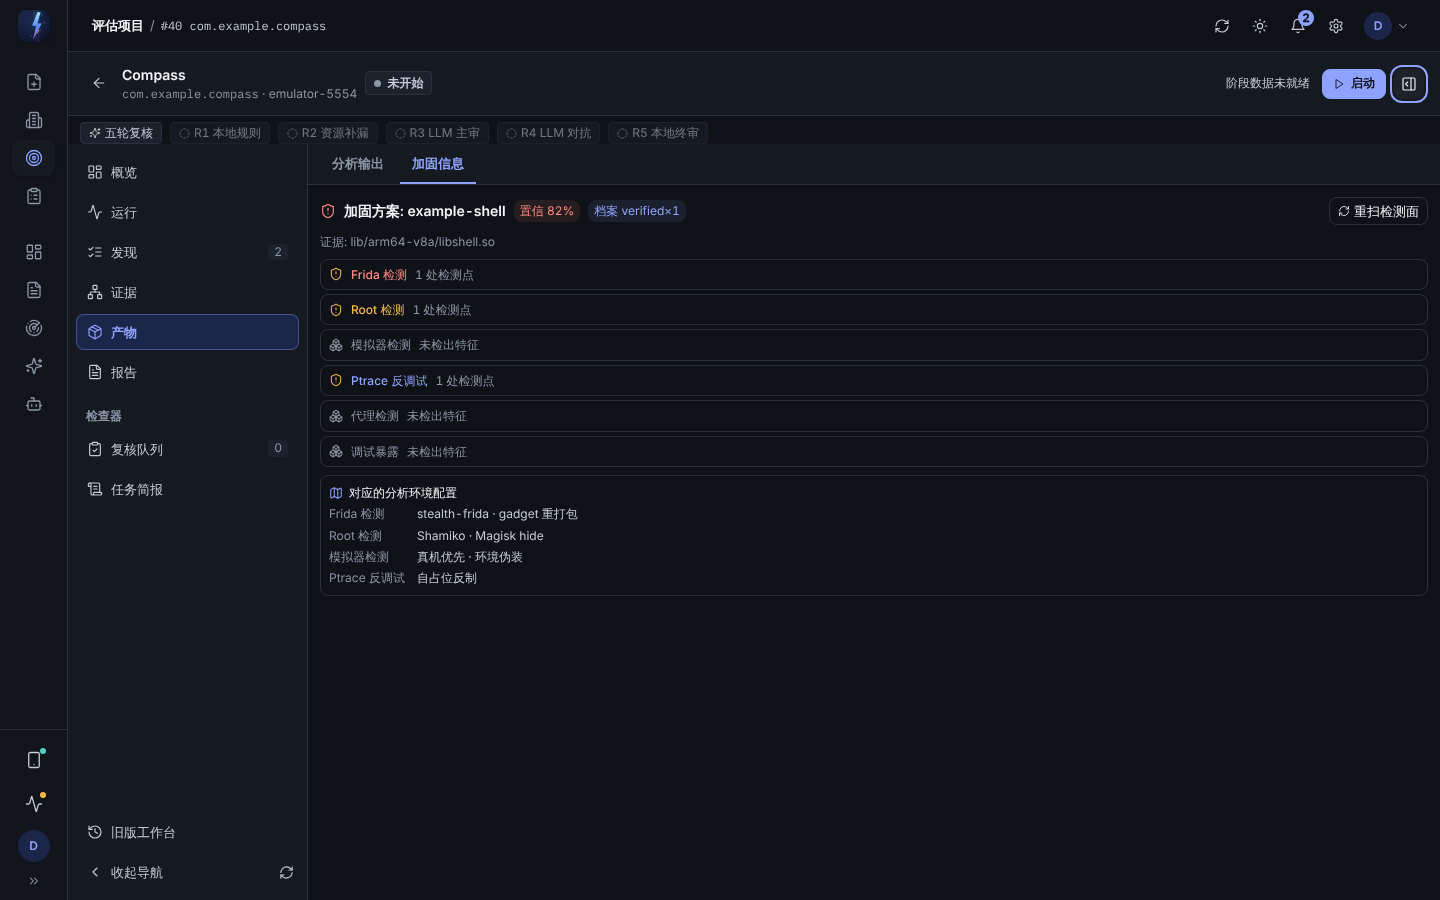 评估项目 / #40 com.example.compass
2
D
Compass
com.example.compass · emulator-5554
未开始
阶段数据未就绪
启动
五轮复核
R1 本地规则
R2 资源补漏
R3 LLM 主审
R4 LLM 对抗
R5 本地终审
概览
运行
发现 2
证据
产物
报告
检查器
复核队列 0
任务简报
旧版工作台
收起导航
D
分析输出
加固信息
加固方案: example-shell 置信 82% 档案 verified×1
重扫检测面
证据: lib/arm64-v8a/libshell.so
Frida 检测 1 处检测点
Root 检测 1 处检测点
模拟器检测 未检出特征
Ptrace 反调试 1 处检测点
代理检测 未检出特征
调试暴露 未检出特征
对应的分析环境配置
Frida 检测 stealth-frida · gadget 重打包
Root 检测 Shamiko · Magisk hide
模拟器检测 真机优先 · 环境伪装
Ptrace 反调试 自占位反制